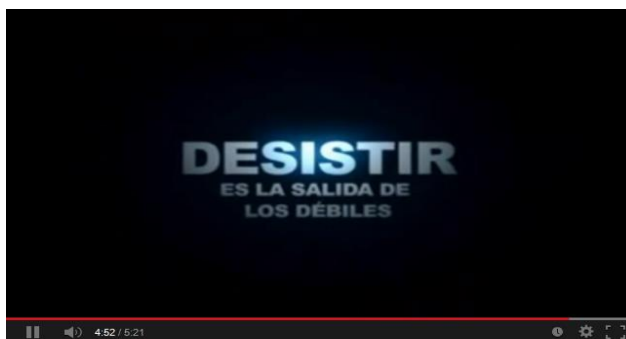 DESISTIR
ES LA SALIDA DE
LOS DÉBILES
4:52 / 5:21